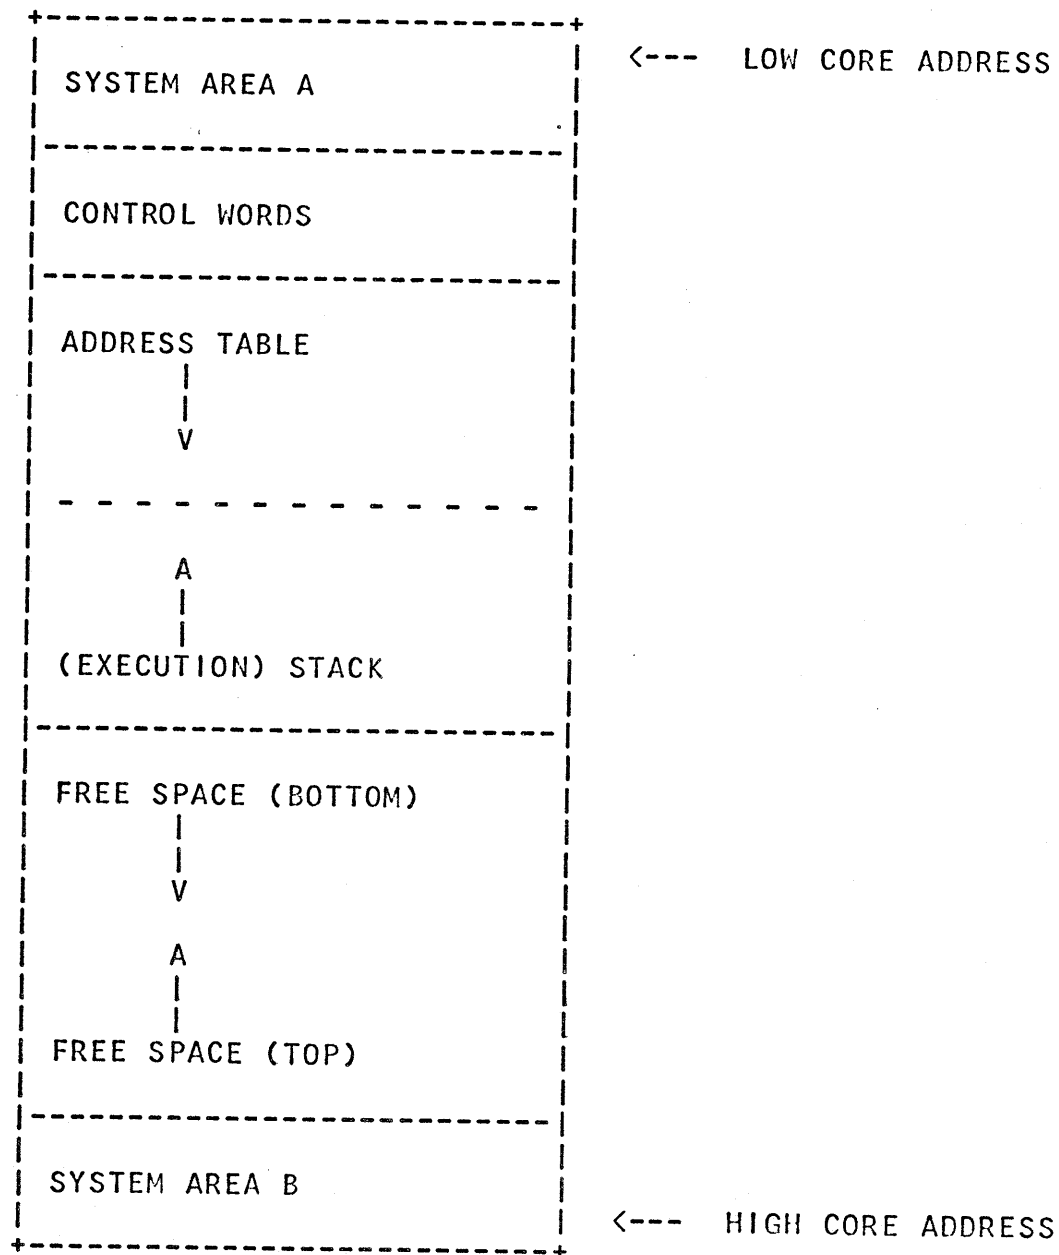 <--- LOW CORE ADDRESS
SYSTEM AREA A
CONTROL WORDS
ADDRESS TABLE
V
A
(EXECUTION) STACK
FREE SPACE (BOTTOM)
V
A
FREE SPACE (TOP)
SYSTEM AREA B
<--- HIGH CORE ADDRESS